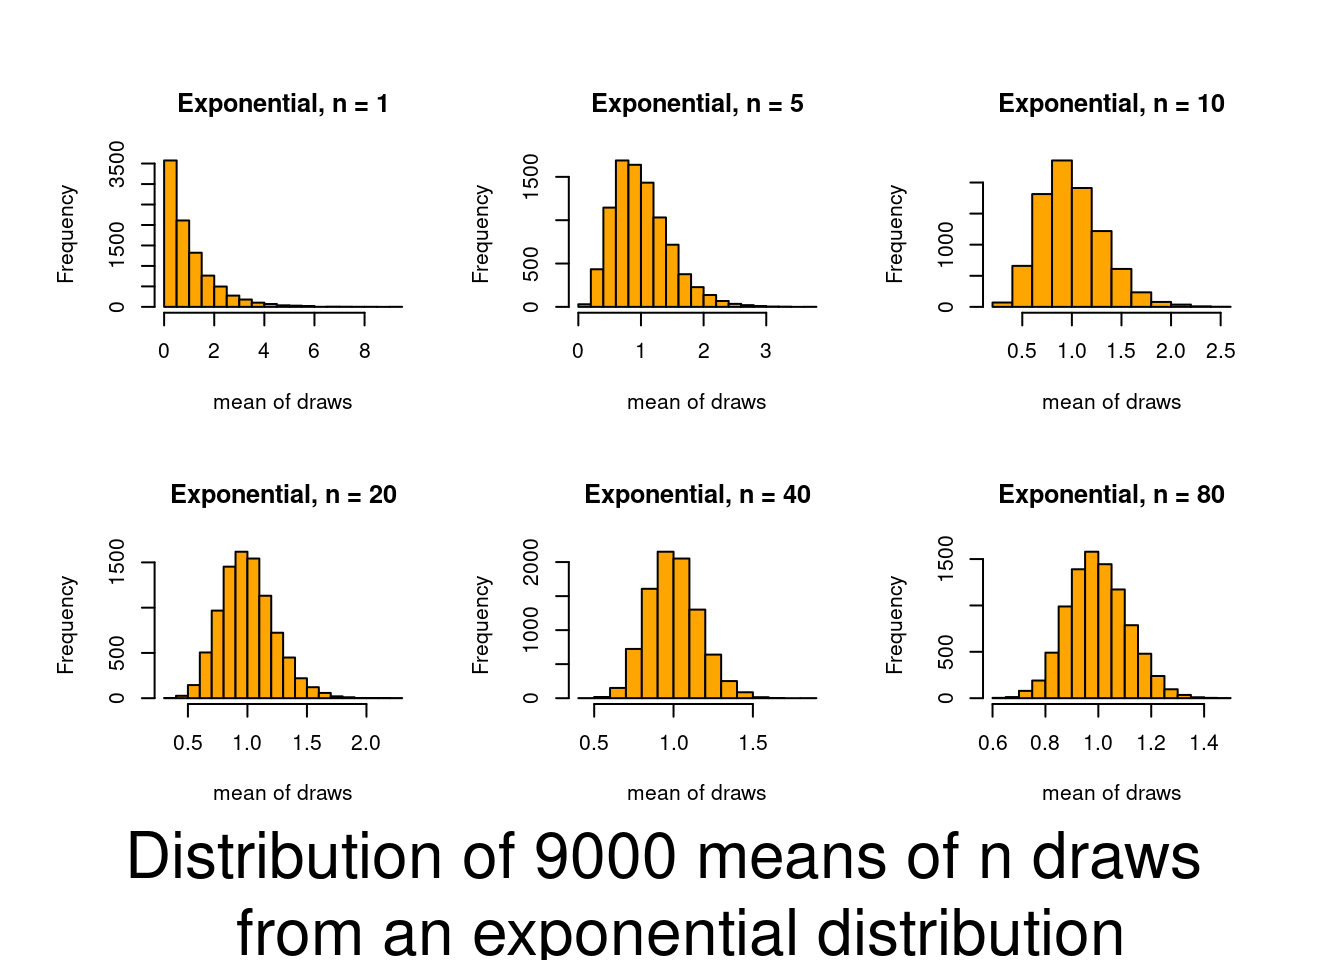 Exponential, n = 1
Frequency
0 1500 3500
0 2 4 6 8
mean of draws
Exponential, n = 5
Frequency
0 500 1500
0 1 2 3
mean of draws
Exponential, n = 10
Frequency
0 1000
0.5 1.0 1.5 2.0 2.5
mean of draws
Exponential, n = 20
Frequency
0 500 1500
0.5 1.0 1.5 2.0
mean of draws
Exponential, n = 40
Frequency
0 1000 2000
0.5 1.0 1.5
mean of draws
Exponential, n = 80
Frequency
0 500 1500
0.6 0.8 1.0 1.2 1.4
mean of draws
Distribution of 9000 means of n draws
from an exponential distribution